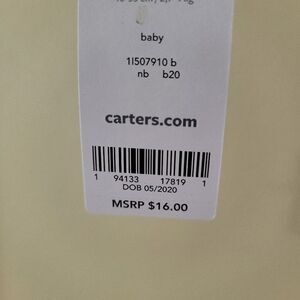 baby
1I507910 b
nb b20
carters.com
1 94133 17819 1
DOB 05/2020
MSRP $16.00